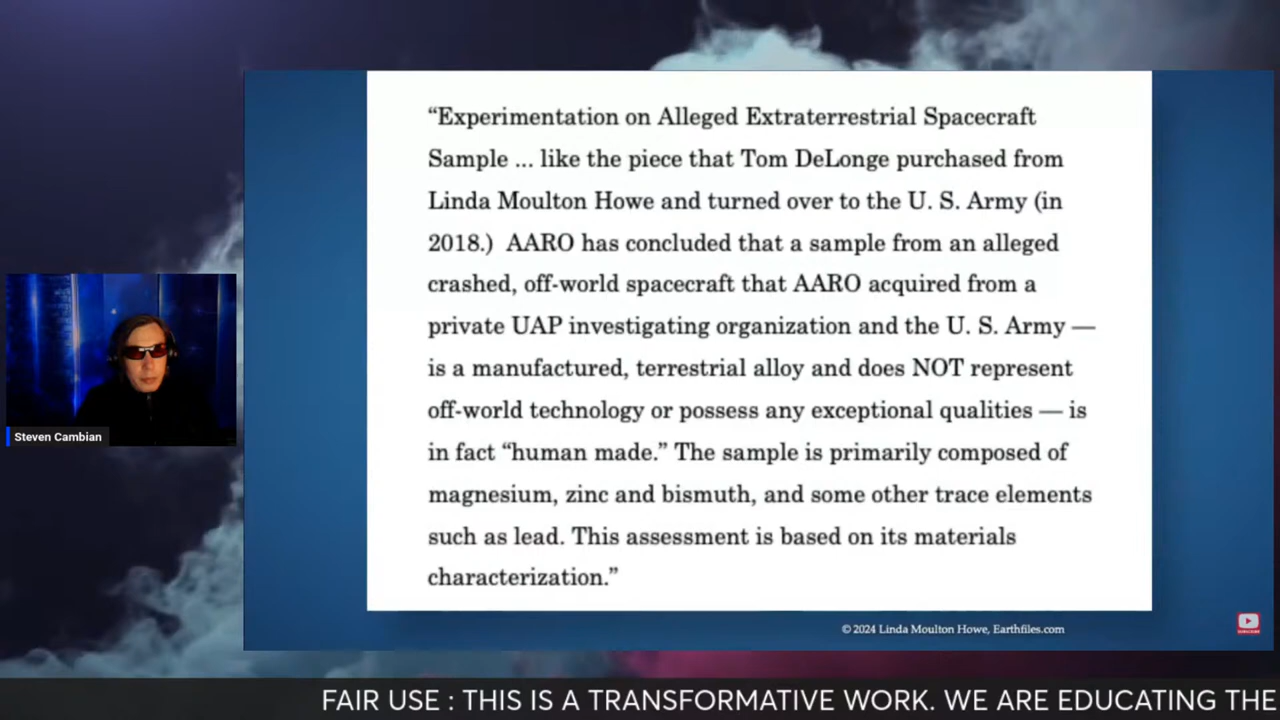 “Experimentation on Alleged Extraterrestrial Spacecraft
Sample ... like the piece that Tom DeLonge purchased from
Linda Moulton Howe and turned over to the U. S. Army (in
2018.)  AARO has concluded that a sample from an alleged
crashed, off-world spacecraft that AARO acquired from a
private UAP investigating organization and the U. S. Army —
is a manufactured, terrestrial alloy and does NOT represent
off-world technology or possess any exceptional qualities — is
in fact “human made.” The sample is primarily composed of
magnesium, zinc and bismuth, and some other trace elements
such as lead. This assessment is based on its materials
characterization.”
© 2024 Linda Moulton Howe, Earthfiles.com
Steven Cambian
FAIR USE : THIS IS A TRANSFORMATIVE WORK. WE ARE EDUCATING THE